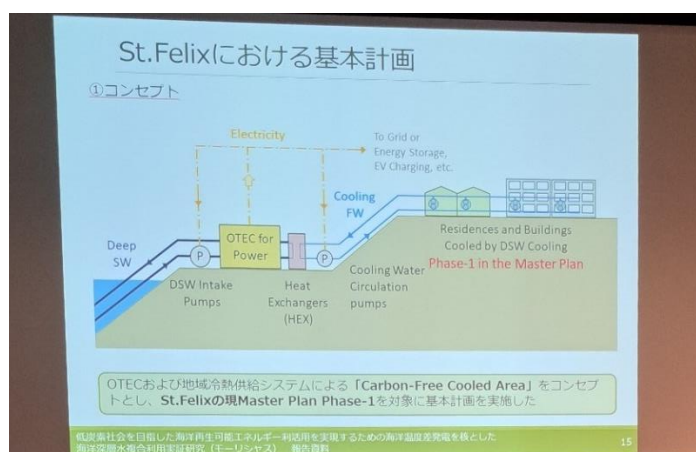 St.Felixにおける基本計画
①コンセプト
Electricity
To Grid or
Energy Storage,
EV Charging, etc.
Cooling
FW
Deep
SW
P
OTEC for
Power
P
DSW Intake
Pumps
Heat
Exchangers
(HEX)
Cooling Water
Circulation
pumps
Residences and Buildings
Cooled by DSW Cooling
Phase-1 in the Master Plan
OTECおよび地域冷熱供給システムによる「Carbon-Free Cooled Area」をコンセプ
トとし、St.Felixの現Master Plan Phase-1を対象に基本計画を実施した
低炭素社会を目指した海洋再生可能エネルギー利活用を実現するための海洋温度差発電を核とした
海洋深層水複合利用実証研究（モーリシャス） 報告資料
15